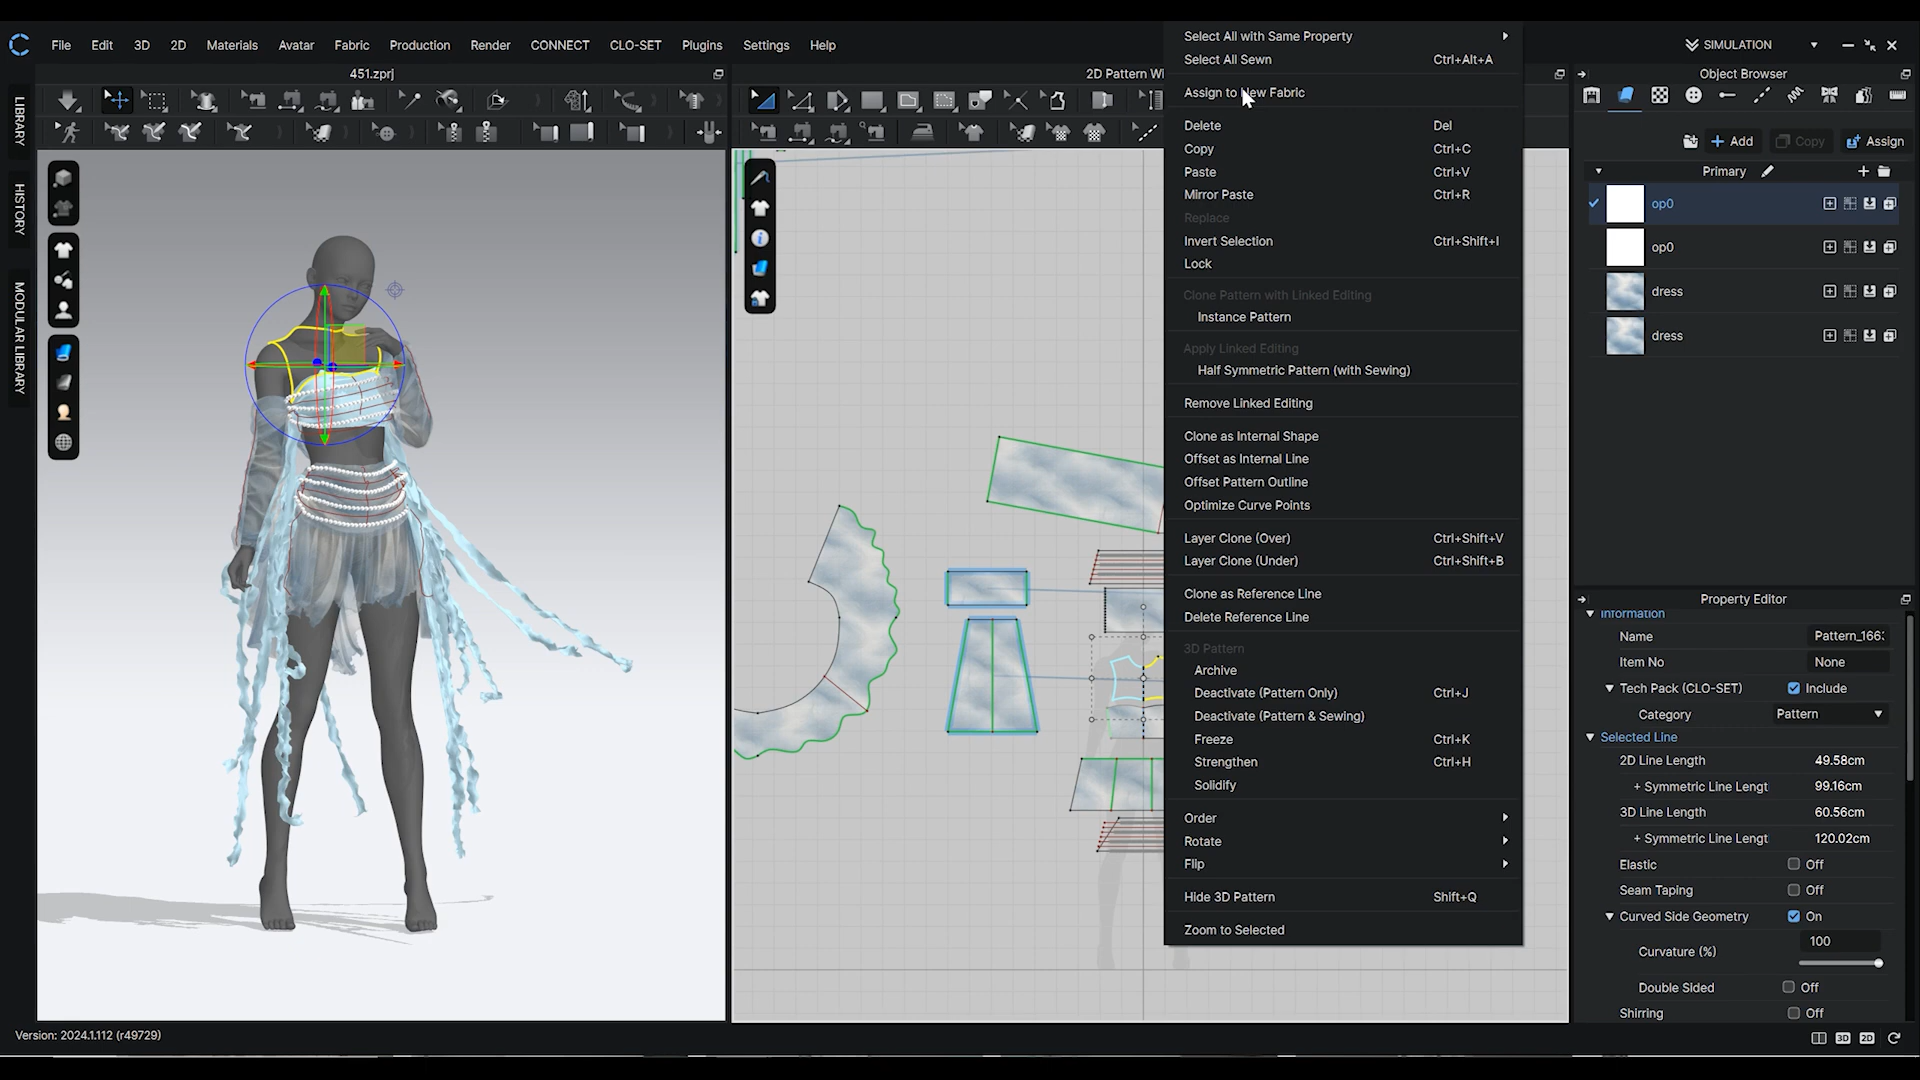 File Edit 3D 2D Materials Avatar Fabric Production Render CONNECT CLO-SET Plugins Settings Help
SIMULATION
451.zprj
2D Pattern Wi
Object Browser
LIBRARY
HISTORY
MODULAR LIBRARY
Select All with Same Property
Select All Sewn Ctrl+Alt+A
Assign to New Fabric
Delete Del
Copy Ctrl+C
Paste Ctrl+V
Mirror Paste Ctrl+R
Replace
Invert Selection Ctrl+Shift+I
Lock
Clone Pattern with Linked Editing
Instance Pattern
Apply Linked Editing
Half Symmetric Pattern (with Sewing)
Remove Linked Editing
Clone as Internal Shape
Offset as Internal Line
Offset Pattern Outline
Optimize Curve Points
Layer Clone (Over) Ctrl+Shift+V
Layer Clone (Under) Ctrl+Shift+B
Clone as Reference Line
Delete Reference Line
3D Pattern
Archive
Deactivate (Pattern Only) Ctrl+J
Deactivate (Pattern & Sewing)
Freeze Ctrl+K
Strengthen Ctrl+H
Solidify
Order
Rotate
Flip
Hide 3D Pattern Shift+Q
Zoom to Selected
Add Copy Assign
Primary
op0
op0
dress
dress
Property Editor
Information
Name Pattern_166:
Item No None
Tech Pack (CLO-SET) Include
Category Pattern
Selected Line
2D Line Length 49.58cm
+ Symmetric Line Lengt 99.16cm
3D Line Length 60.56cm
+ Symmetric Line Lengt 120.02cm
Elastic Off
Seam Taping Off
Curved Side Geometry On
Curvature (%) 100
Double Sided Off
Shirring Off
Version: 2024.1.112 (r49729)
3D 2D